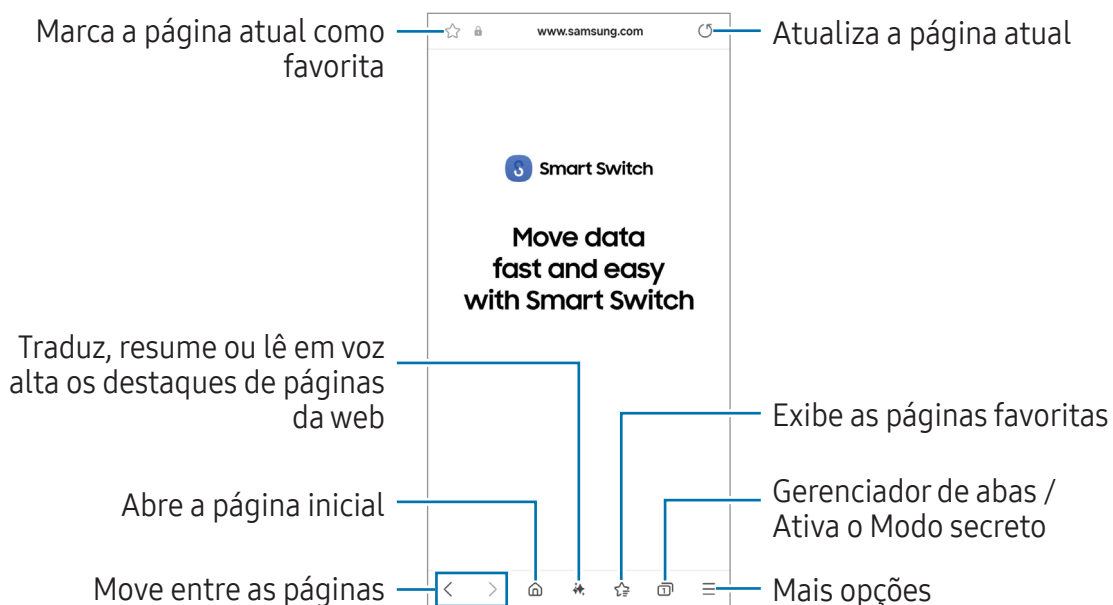 Marca a página atual como
favorita
www.samsung.com
Atualiza a página atual
Smart Switch
Move data
fast and easy
with Smart Switch
Traduz, resume ou lê em voz
alta os destaques de páginas
da web
Exibe as páginas favoritas
Abre a página inicial
Gerenciador de abas /
Ativa o Modo secreto
Move entre as páginas
1
Mais opções